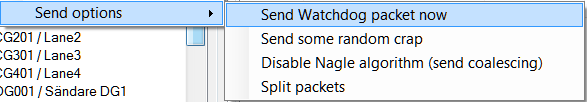 Send options
CG201 / Lane2
CG301 / Lane3
CG401 / Lane4
DG001 / Sändare DG1
Send Watchdog packet now
Send some random crap
Disable Nagle algorithm (send coalescing)
Split packets